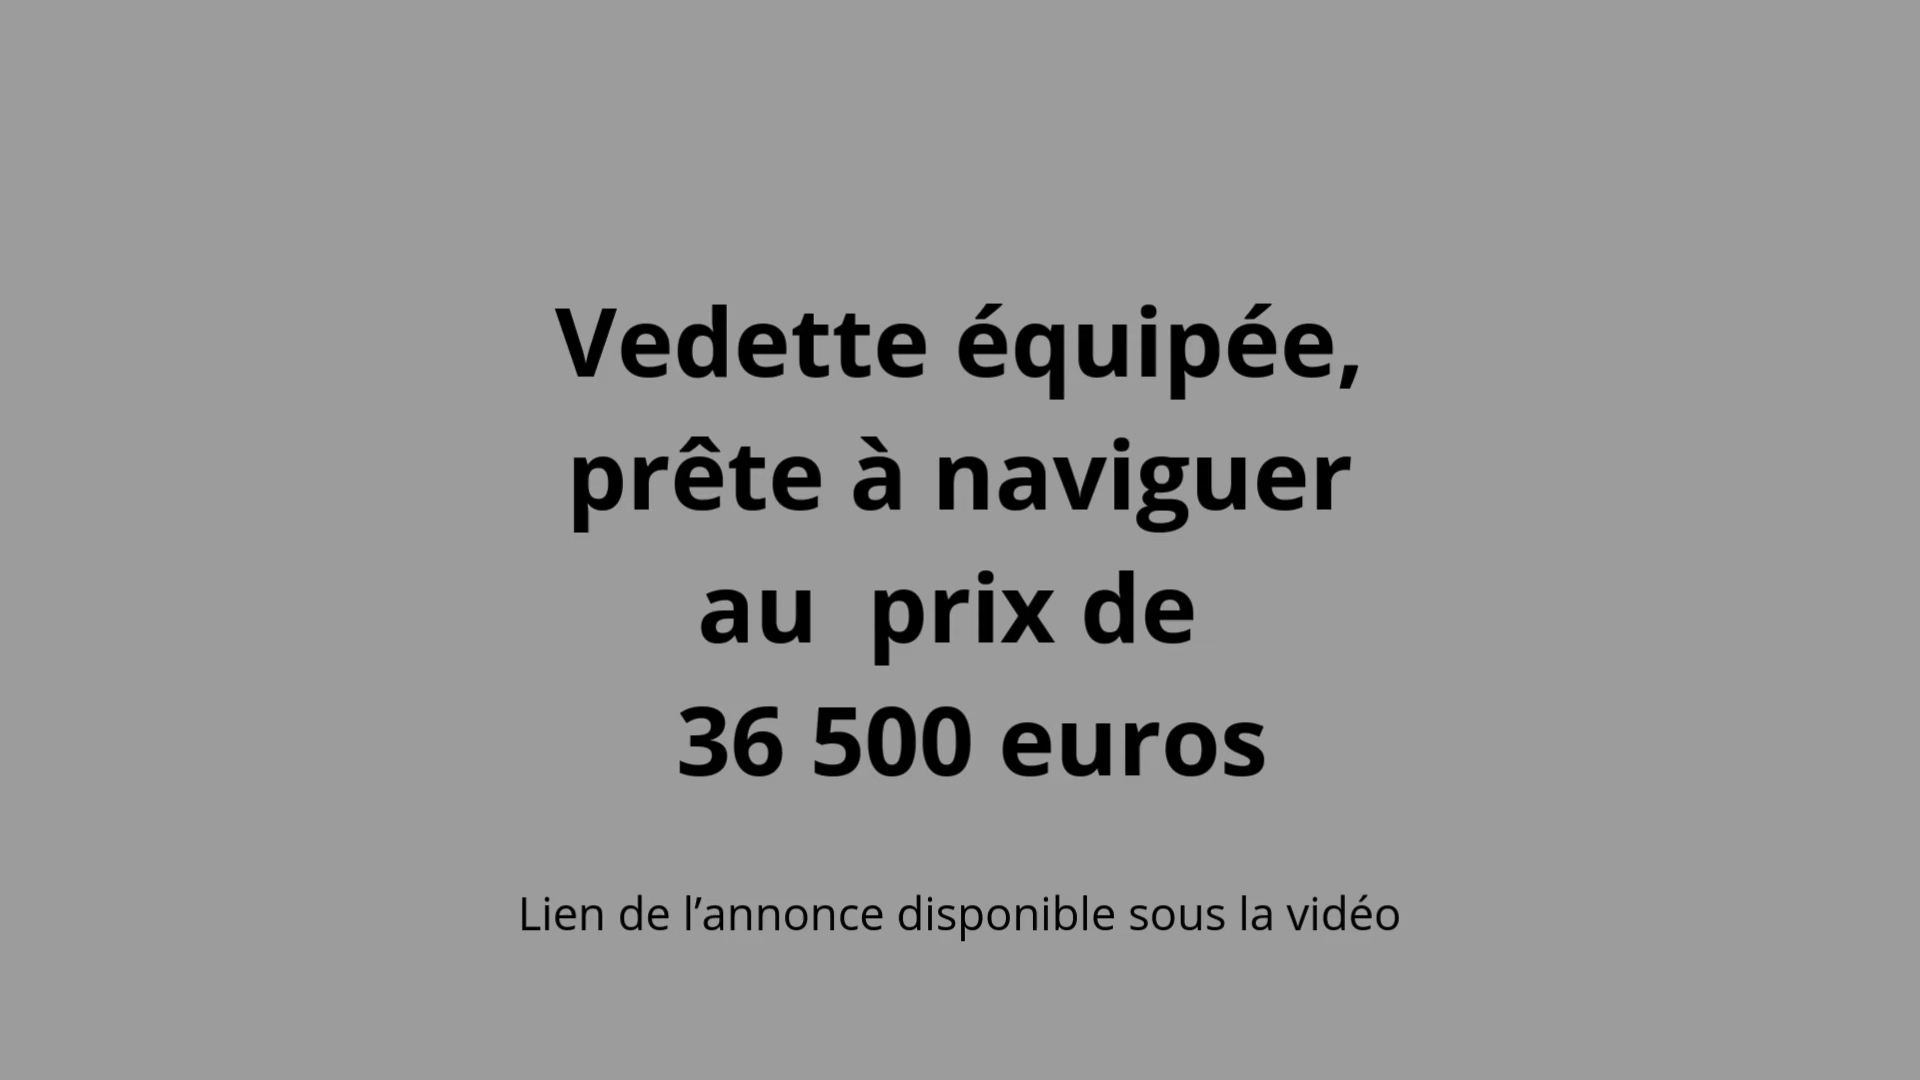 Vedette équipée,
prête à naviguer
au  prix de
36 500 euros
Lien de l’annonce disponible sous la vidéo